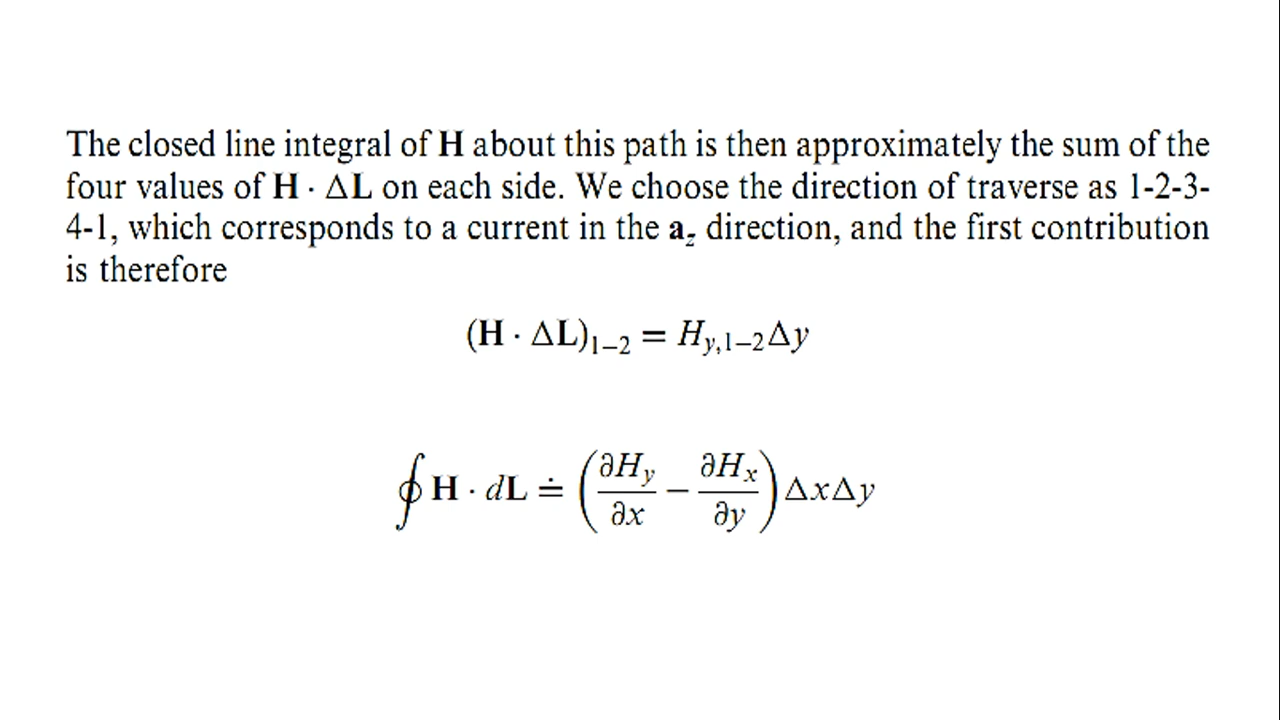 The closed line integral of H about this path is then approximately the sum of the
four values of H · ΔL on each side. We choose the direction of traverse as 1-2-3-
4-1, which corresponds to a current in the a_z direction, and the first contribution
is therefore
(H · ΔL)_{1–2} = H_{y,1–2}Δy
∮ H · dL ≐ (∂H_y/∂x − ∂H_x/∂y) ΔxΔy